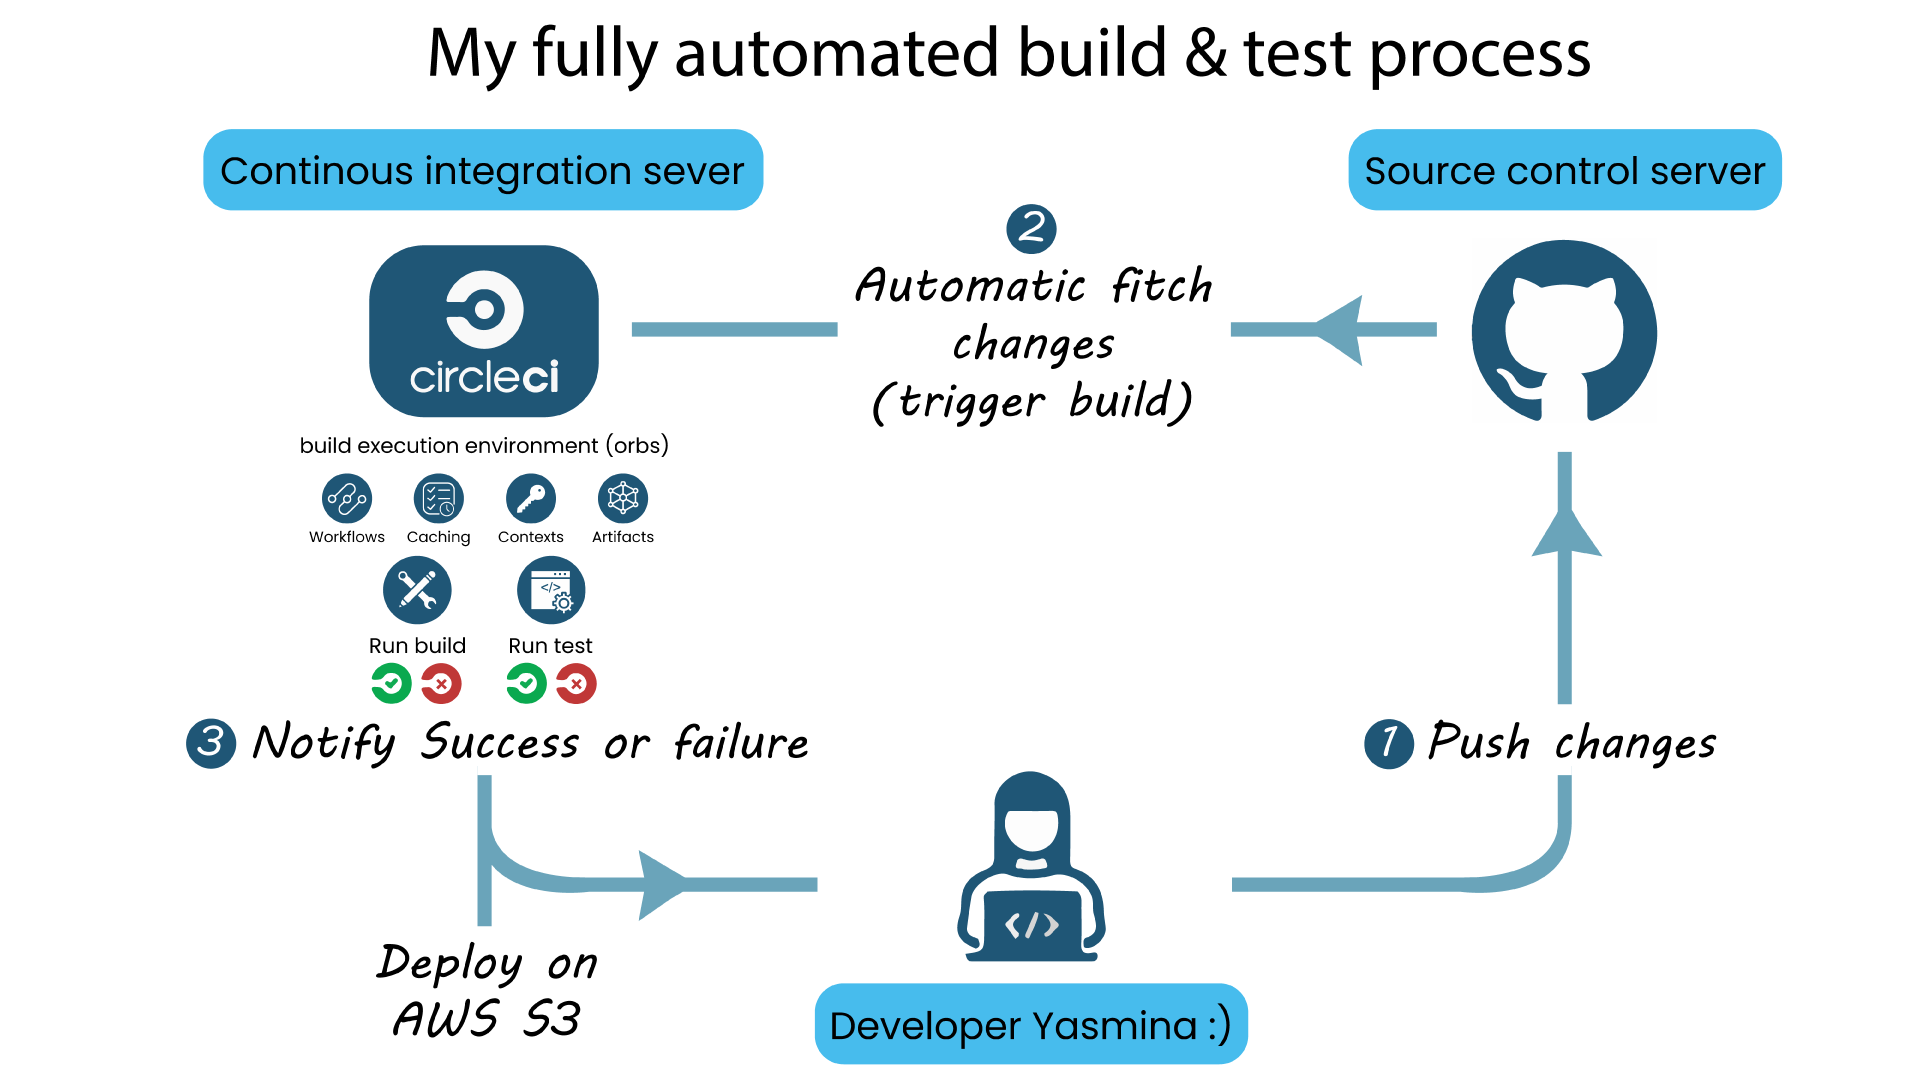 My fully automated build & test process
Continous integration sever
Source control server
2
Automatic fitch
changes
(trigger build)
circleci
build execution environment (orbs)
Workflows Caching Contexts Artifacts
</>
Run build Run test
3 Notify Success or failure
1 Push changes
</>
Deploy on
AWS S3
Developer Yasmina :)